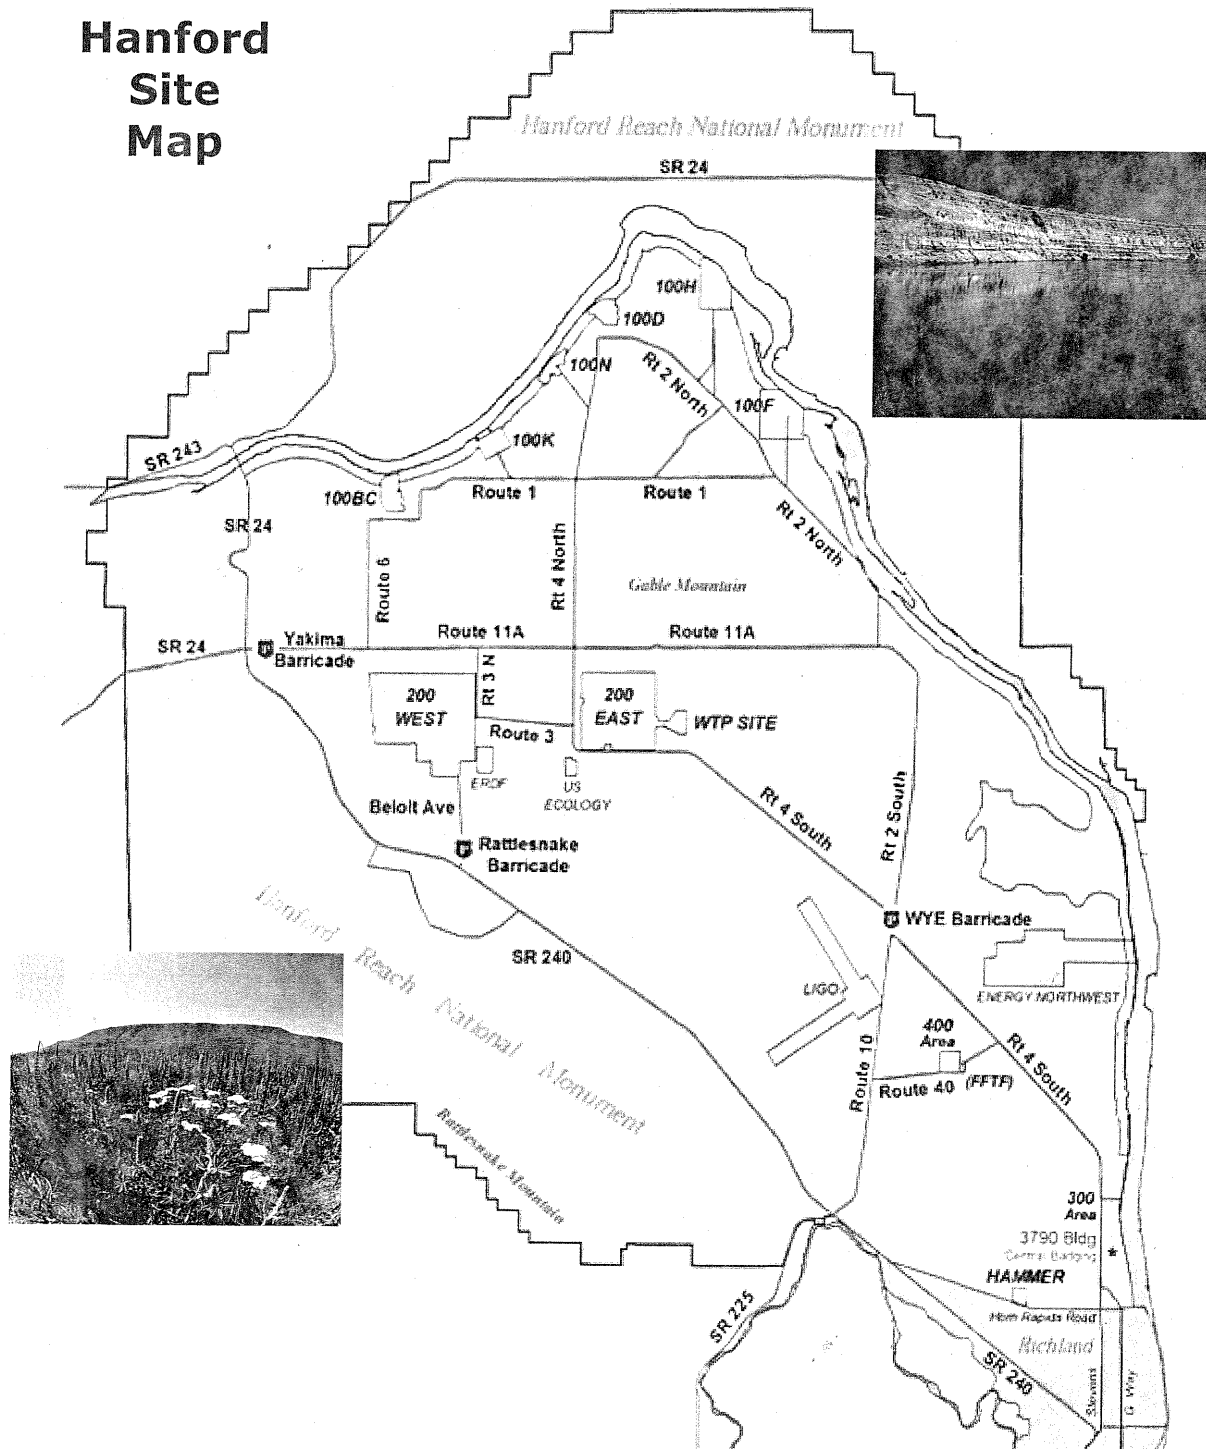 Hanford
Site
Map
Hanford Reach National Monument
SR 24
100H
100D
100N
Rt 2 North
100F
100K
SR 243
100BC
Route 1
Route 1
SR 24
Rt 2 North
Rt 4 North
Route 6
Gable Mountain
Route 11A
Route 11A
SR 24
Yakima
Barricade
Rt 3 N
200
WEST
200
EAST
WTP SITE
Route 3
ERDF
US
ECOLOGY
Beloit Ave
Rt 4 South
Rt 2 South
Rattlesnake
Barricade
Hanford Reach National Monument
WYE Barricade
SR 240
LIGO
ENERGY NORTHWEST
400
Area
Rt 4 South
Route 10
Route 40
(FFTF)
Rattlesnake Mountain
300
Area
3790 Bldg
Central Badging
*
HAMMER
Horn Rapids Road
SR 225
Richland
SR 240
Stevens
G. Way